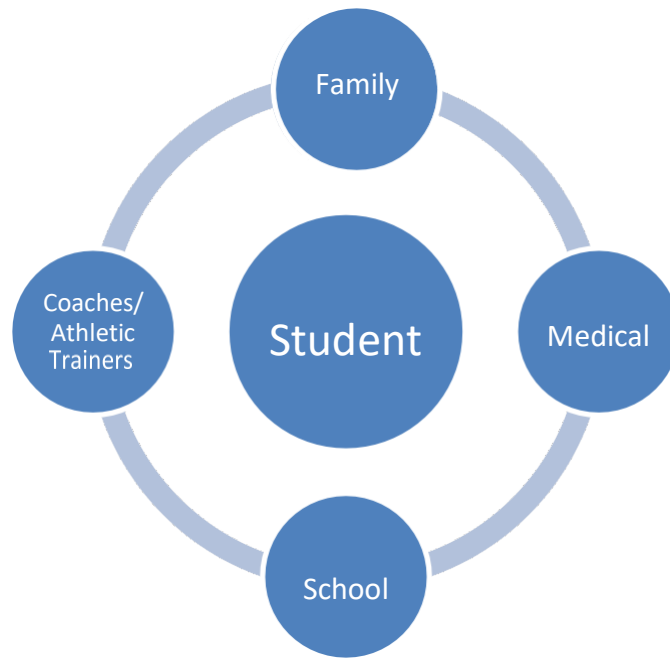 Family
Coaches/
Athletic
Trainers
Student
Medical
School